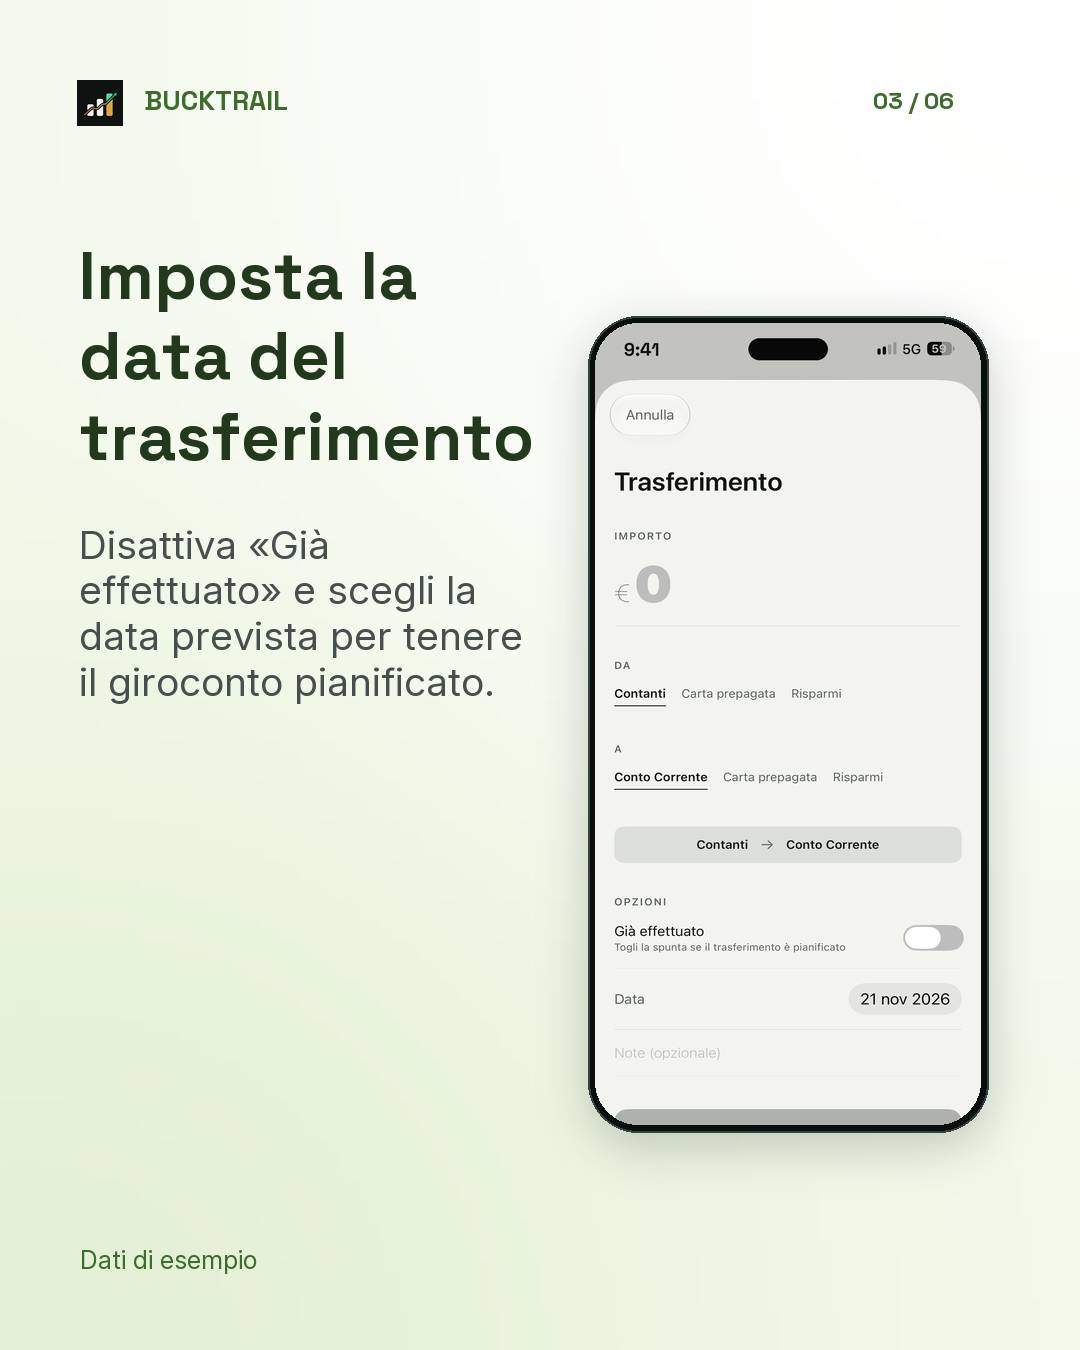 BUCKTRAIL
03 / 06
Imposta la
data del
trasferimento
Disattiva «Già
effettuato» e scegli la
data prevista per tenere
il giroconto pianificato.
9:41
5G
59
Annulla
Trasferimento
IMPORTO
€ 0
DA
Contanti Carta prepagata Risparmi
A
Conto Corrente Carta prepagata Risparmi
Contanti → Conto Corrente
OPZIONI
Già effettuato
Togli la spunta se il trasferimento è pianificato
Data 21 nov 2026
Note (opzionale)
Dati di esempio